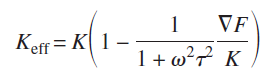 K_eff = K(1 − 1/(1 + ω²τ²) ∇F/K)